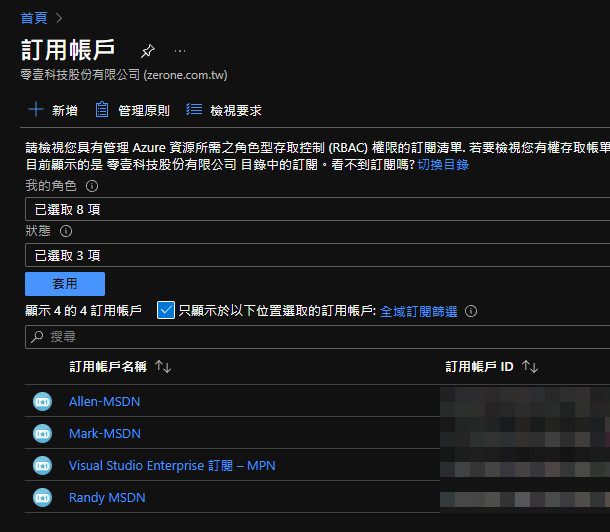 首頁
訂用帳戶
零壹科技股份有限公司 (zerone.com.tw)
新增 管理原則 檢視要求
請檢視您具有管理 Azure 資源所需之角色型存取控制 (RBAC) 權限的訂閱清單. 若要檢視您有權存取帳單
目前顯示的是 零壹科技股份有限公司 目錄中的訂閱。看不到訂閱嗎? 切換目錄
我的角色
已選取 8 項
狀態
已選取 3 項
套用
顯示 4 的 4 訂用帳戶 只顯示於以下位置選取的訂用帳戶: 全域訂閱篩選
搜尋
訂用帳戶名稱 訂用帳戶 ID
Allen-MSDN
Mark-MSDN
Visual Studio Enterprise 訂閱 – MPN
Randy MSDN